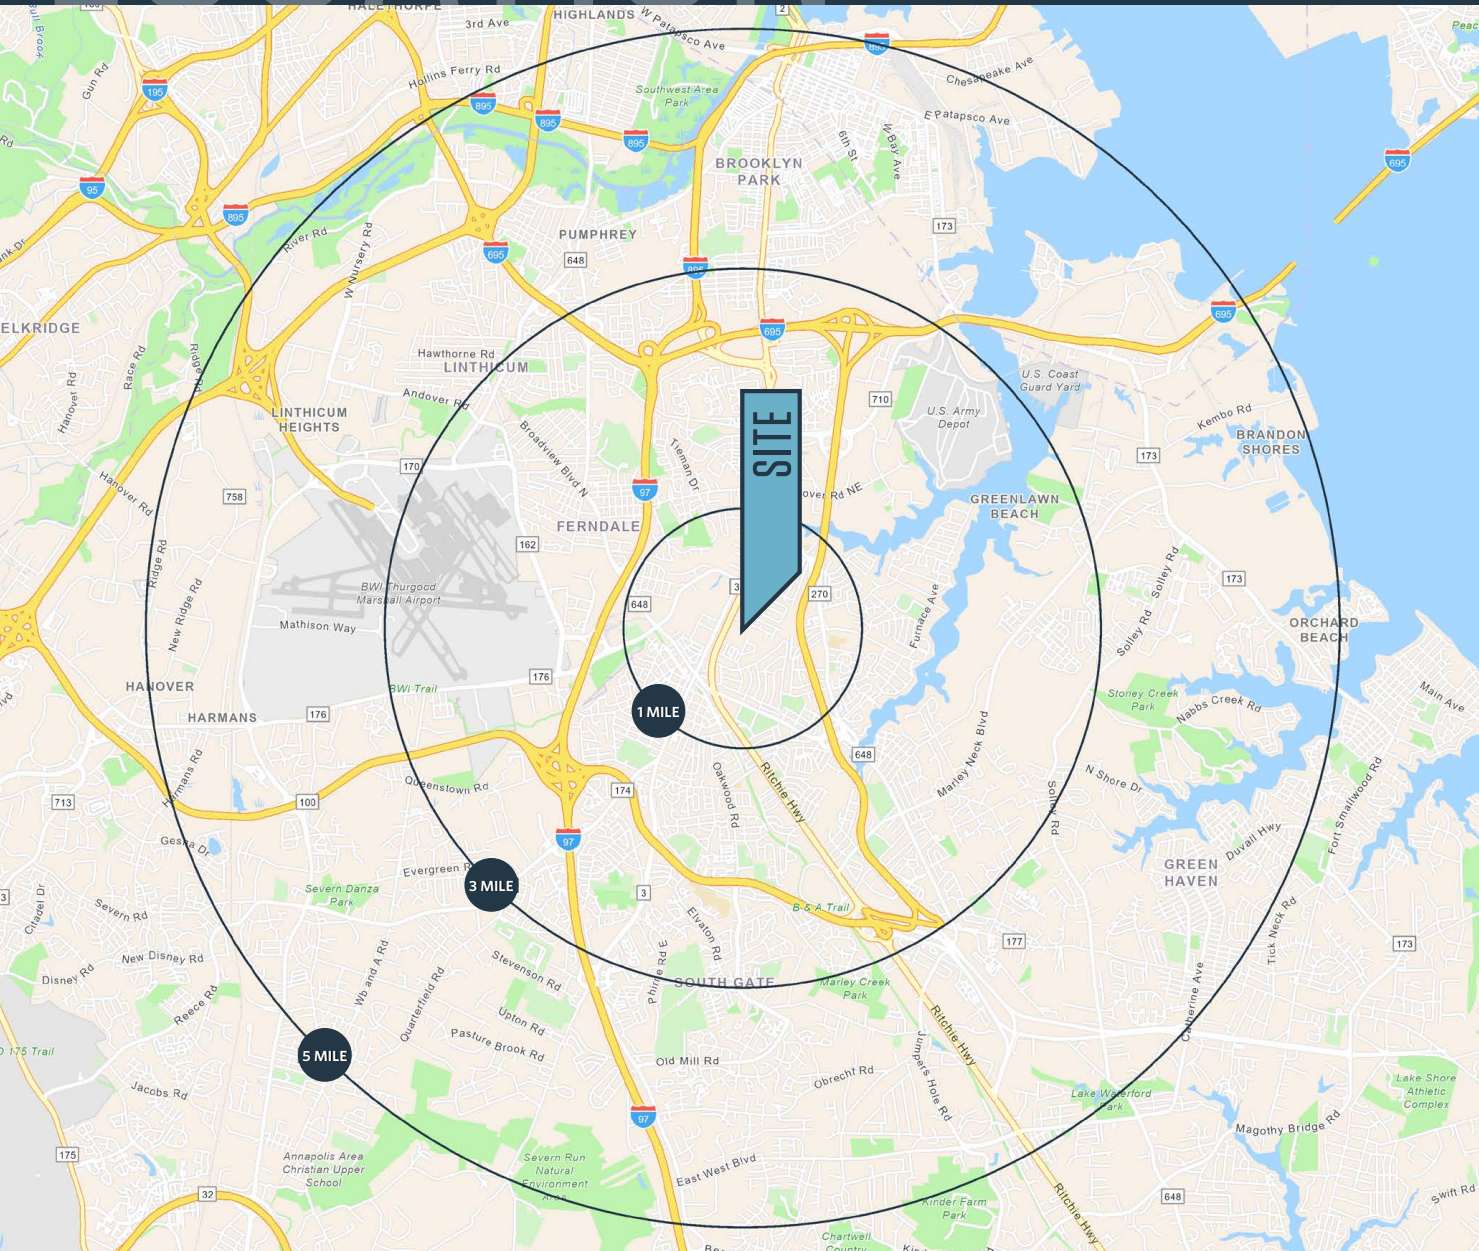 HALETHORPE
HIGHLANDS
W Patapsco Ave
2
3rd Ave
895
Gun Rd
195
Hollins Ferry Rd
Southwest Area
Park
Chesapeake Ave
895
895
895
E Patapsco Ave
6th St
W Bay Ave
695
95
895
BROOKLYN
PARK
River Rd
W Nursery Rd
PUMPHREY
173
695
648
895
695
695
ELKRIDGE
Race Rd
Ridge Rd
Hanover Rd
Hawthorne Rd
LINTHICUM
Andover Rd
U.S. Coast
Guard Yard
710
U.S. Army
Depot
LINTHICUM
HEIGHTS
Kembo Rd
BRANDON
SHORES
SITE
Broadview Blvd N
Tieman Dr
170
173
Hanover Rd
758
97
over Rd NE
GREENLAWN
BEACH
FERNDALE
162
Ridge Rd
New Ridge Rd
BWI Thurgood
Marshall Airport
648
3
270
Furnace Ave
Solley Rd
Solley Rd
173
Mathison Way
ORCHARD
BEACH
176
BWI Trail
HANOVER
HARMANS
176
1 MILE
Stoney Creek
Park
Nabbs Creek Rd
Main Ave
Marley Neck Blvd
648
Harmans Rd
Queenstown Rd
174
Oakwood Rd
Ritchie Hwy
N Shore Dr
Solley Rd
Fort Smallwood Rd
713
100
97
Gesna Dr
Duvall Hwy
GREEN
HAVEN
Evergreen R
3 MILE
3
Severn Danza
Park
3
Citadel Dr
Severn Rd
B & A Trail
Elvaton Rd
Tick Neck Rd
177
173
New Disney Rd
Disney Rd
Wb and A Rd
Stevenson Rd
Phirne Rd E
SOUTH GATE
Marley Creek
Park
Reece Rd
Quarterfield Rd
Upton Rd
Catherine Ave
Ritchie Hwy
5 MILE
Pasture Brook Rd
Old Mill Rd
Jumpers Hole Rd
Obrecht Rd
175 Trail
Jacobs Rd
Lake Waterford
Park
Lake Shore
Athletic
Complex
97
Magothy Bridge Rd
175
Annapolis Area
Christian Upper
School
Severn Run
Natural
Environment
Area
East West Blvd
32
Kinder Farm
Park
Ritchie Hwy
648
Swift Rd
Chartwell
Country